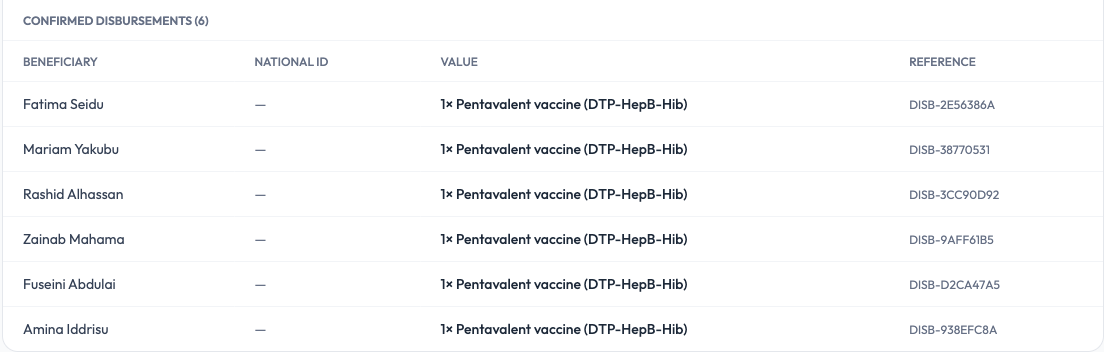 CONFIRMED DISBURSEMENTS (6)
BENEFICIARY NATIONAL ID VALUE REFERENCE
Fatima Seidu — 1× Pentavalent vaccine (DTP-HepB-Hib) DISB-2E56386A
Mariam Yakubu — 1× Pentavalent vaccine (DTP-HepB-Hib) DISB-38770531
Rashid Alhassan — 1× Pentavalent vaccine (DTP-HepB-Hib) DISB-3CC90D92
Zainab Mahama — 1× Pentavalent vaccine (DTP-HepB-Hib) DISB-9AFF61B5
Fuseini Abdulai — 1× Pentavalent vaccine (DTP-HepB-Hib) DISB-D2CA47A5
Amina Iddrisu — 1× Pentavalent vaccine (DTP-HepB-Hib) DISB-938EFC8A